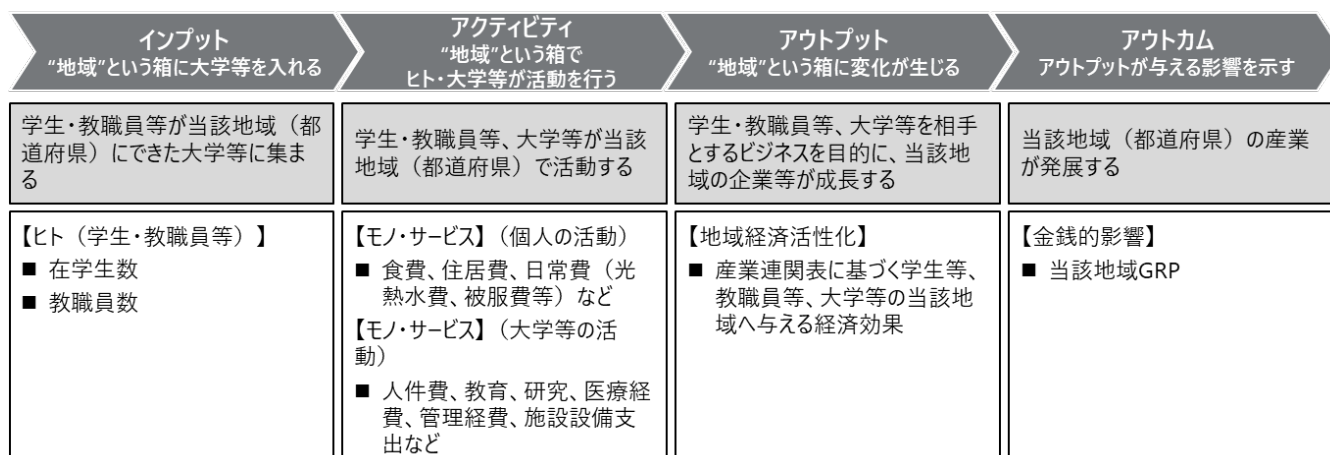 インプット
“地域”という箱に大学等を入れる
アクティビティ
“地域”という箱で
ヒト・大学等が活動を行う
アウトプット
“地域”という箱に変化が生じる
アウトカム
アウトプットが与える影響を示す
学生・教職員等が当該地域（都
道府県）にできた大学等に集ま
る
学生・教職員等、大学等が当該
地域（都道府県）で活動する
学生・教職員等、大学等を相手
とするビジネスを目的に、当該地
域の企業等が成長する
当該地域（都道府県）の産業
が発展する
【ヒト（学生・教職員等）】
■ 在学生数
■ 教職員数
【モノ・サービス】（個人の活動）
■ 食費、住居費、日常費（光
熱水費、被服費等）など
【モノ・サービス】（大学等の活
動）
■ 人件費、教育、研究、医療経
費、管理経費、施設設備支
出など
【地域経済活性化】
■ 産業連関表に基づく学生等、
教職員等、大学等の当該地
域へ与える経済効果
【金銭的影響】
■ 当該地域GRP